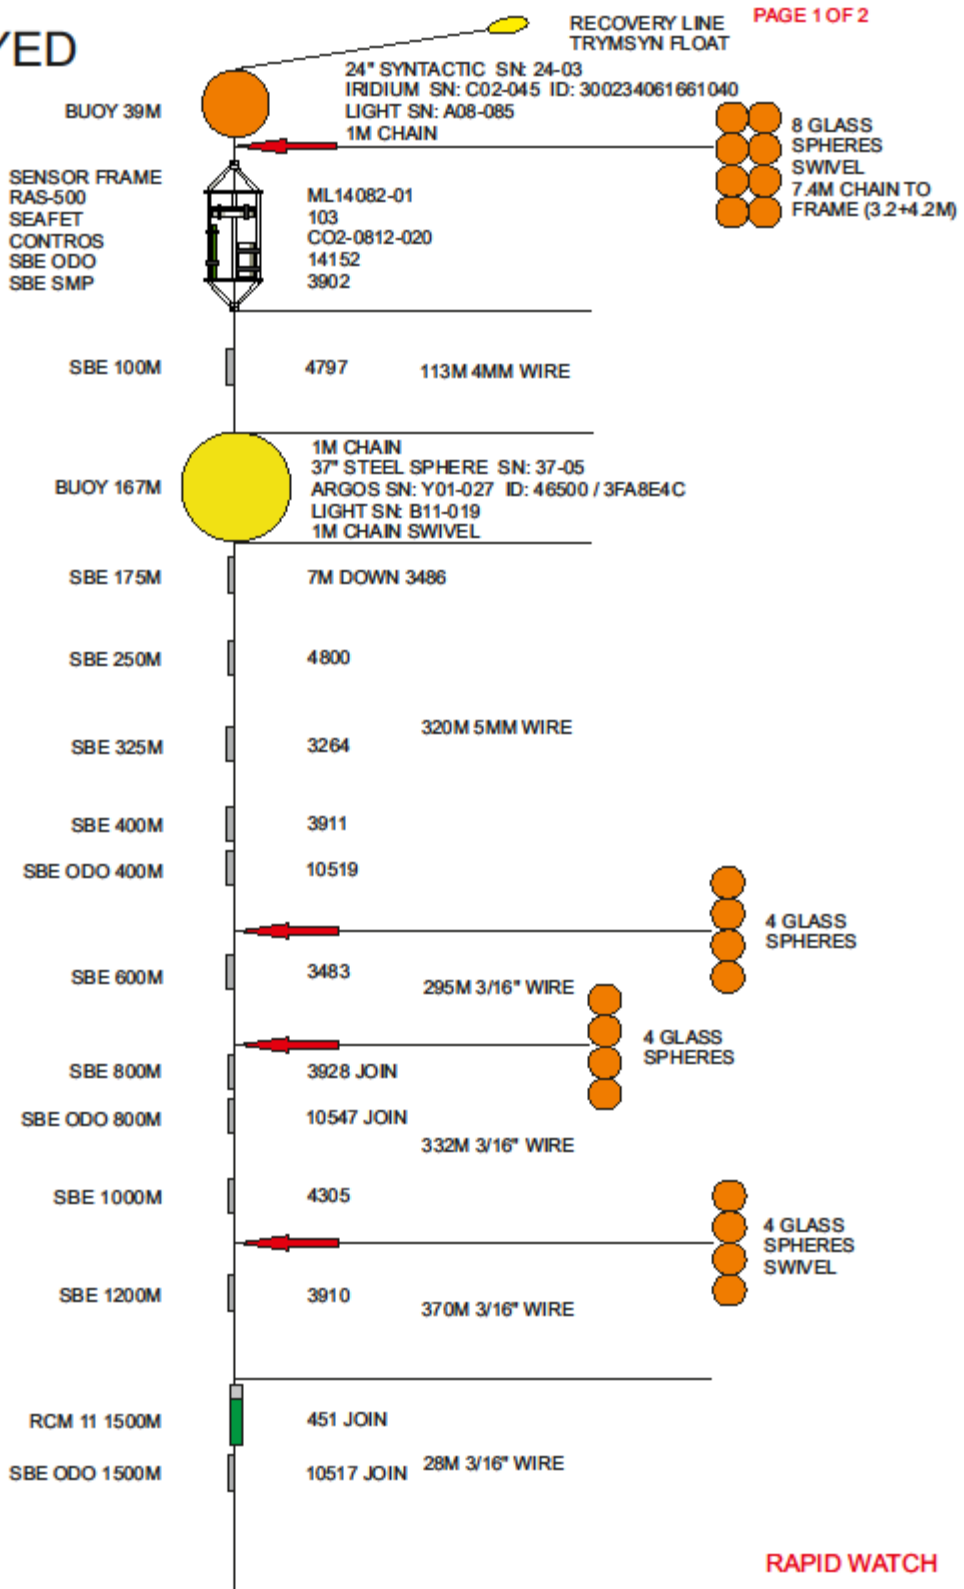 PAGE 1 OF 2
YED
RECOVERY LINE
TRYMSYN FLOAT
BUOY 39M
24" SYNTACTIC SN: 24-03
IRIDIUM SN: C02-045 ID: 300234061661040
LIGHT SN: A08-085
1M CHAIN
8 GLASS
SPHERES
SWIVEL
7.4M CHAIN TO
FRAME (3.2+4.2M)
SENSOR FRAME
RAS-500 ML14082-01
SEAFET 103
CONTROS CO2-0812-020
SBE ODO 14152
SBE SMP 3902
SBE 100M 4797 113M 4MM WIRE
BUOY 167M
1M CHAIN
37" STEEL SPHERE SN: 37-05
ARGOS SN: Y01-027 ID: 46500 / 3FA8E4C
LIGHT SN: B11-019
1M CHAIN SWIVEL
SBE 175M 7M DOWN 3486
SBE 250M 4800
320M 5MM WIRE
SBE 325M 3264
SBE 400M 3911
SBE ODO 400M 10519
4 GLASS
SPHERES
SBE 600M 3483
295M 3/16" WIRE
4 GLASS
SPHERES
SBE 800M 3928 JOIN
SBE ODO 800M 10547 JOIN
332M 3/16" WIRE
SBE 1000M 4305
4 GLASS
SPHERES
SWIVEL
SBE 1200M 3910
370M 3/16" WIRE
RCM 11 1500M 451 JOIN
SBE ODO 1500M 10517 JOIN 28M 3/16" WIRE
RAPID WATCH